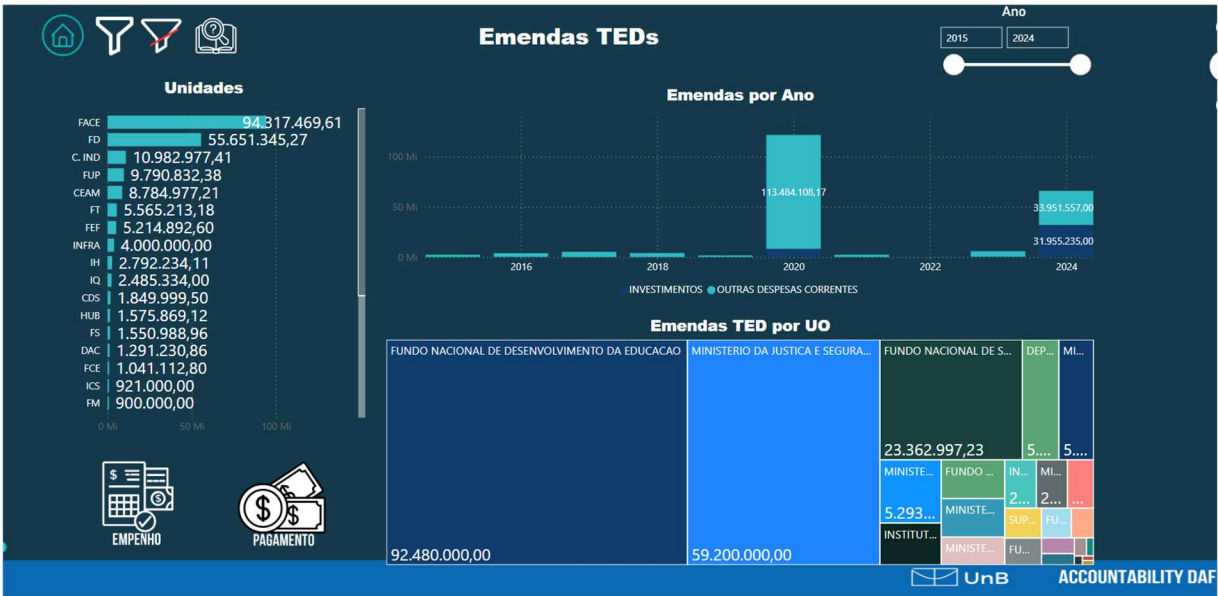 Emendas TEDs
Ano
2015
2024
Unidades
FACE 94.317.469,61
FD 55.651.345,27
C. IND 10.982.977,41
FUP 9.790.832,38
CEAM 8.784.977,21
FT 5.565.213,18
FEF 5.214.892,60
INFRA 4.000.000,00
IH 2.792.234,11
IQ 2.485.334,00
CDS 1.849.999,50
HUB 1.575.869,12
FS 1.550.988,96
DAC 1.291.230,86
FCE 1.041.112,80
ICS 921.000,00
FM 900.000,00
0 Mi 50 Mi 100 Mi
Emendas por Ano
100 Mi
50 Mi
0 Mi
113.484.108,17
33.951.557,00
31.955.235,00
2016 2018 2020 2022 2024
INVESTIMENTOS OUTRAS DESPESAS CORRENTES
Emendas TED por UO
FUNDO NACIONAL DE DESENVOLVIMENTO DA EDUCACAO
92.480.000,00
MINISTERIO DA JUSTICA E SEGURA...
59.200.000,00
FUNDO NACIONAL DE S...
23.362.997,23
DEP...
5....
MI...
5....
MINISTE...
5.293...
INSTITUT...
FUNDO ...
MINISTE...
MINISTE...
IN...
2...
MI...
2...
...
SUP...
FU...
FU...
$
$
EMPENHO
$
$
PAGAMENTO
UnB
ACCOUNTABILITY DAF